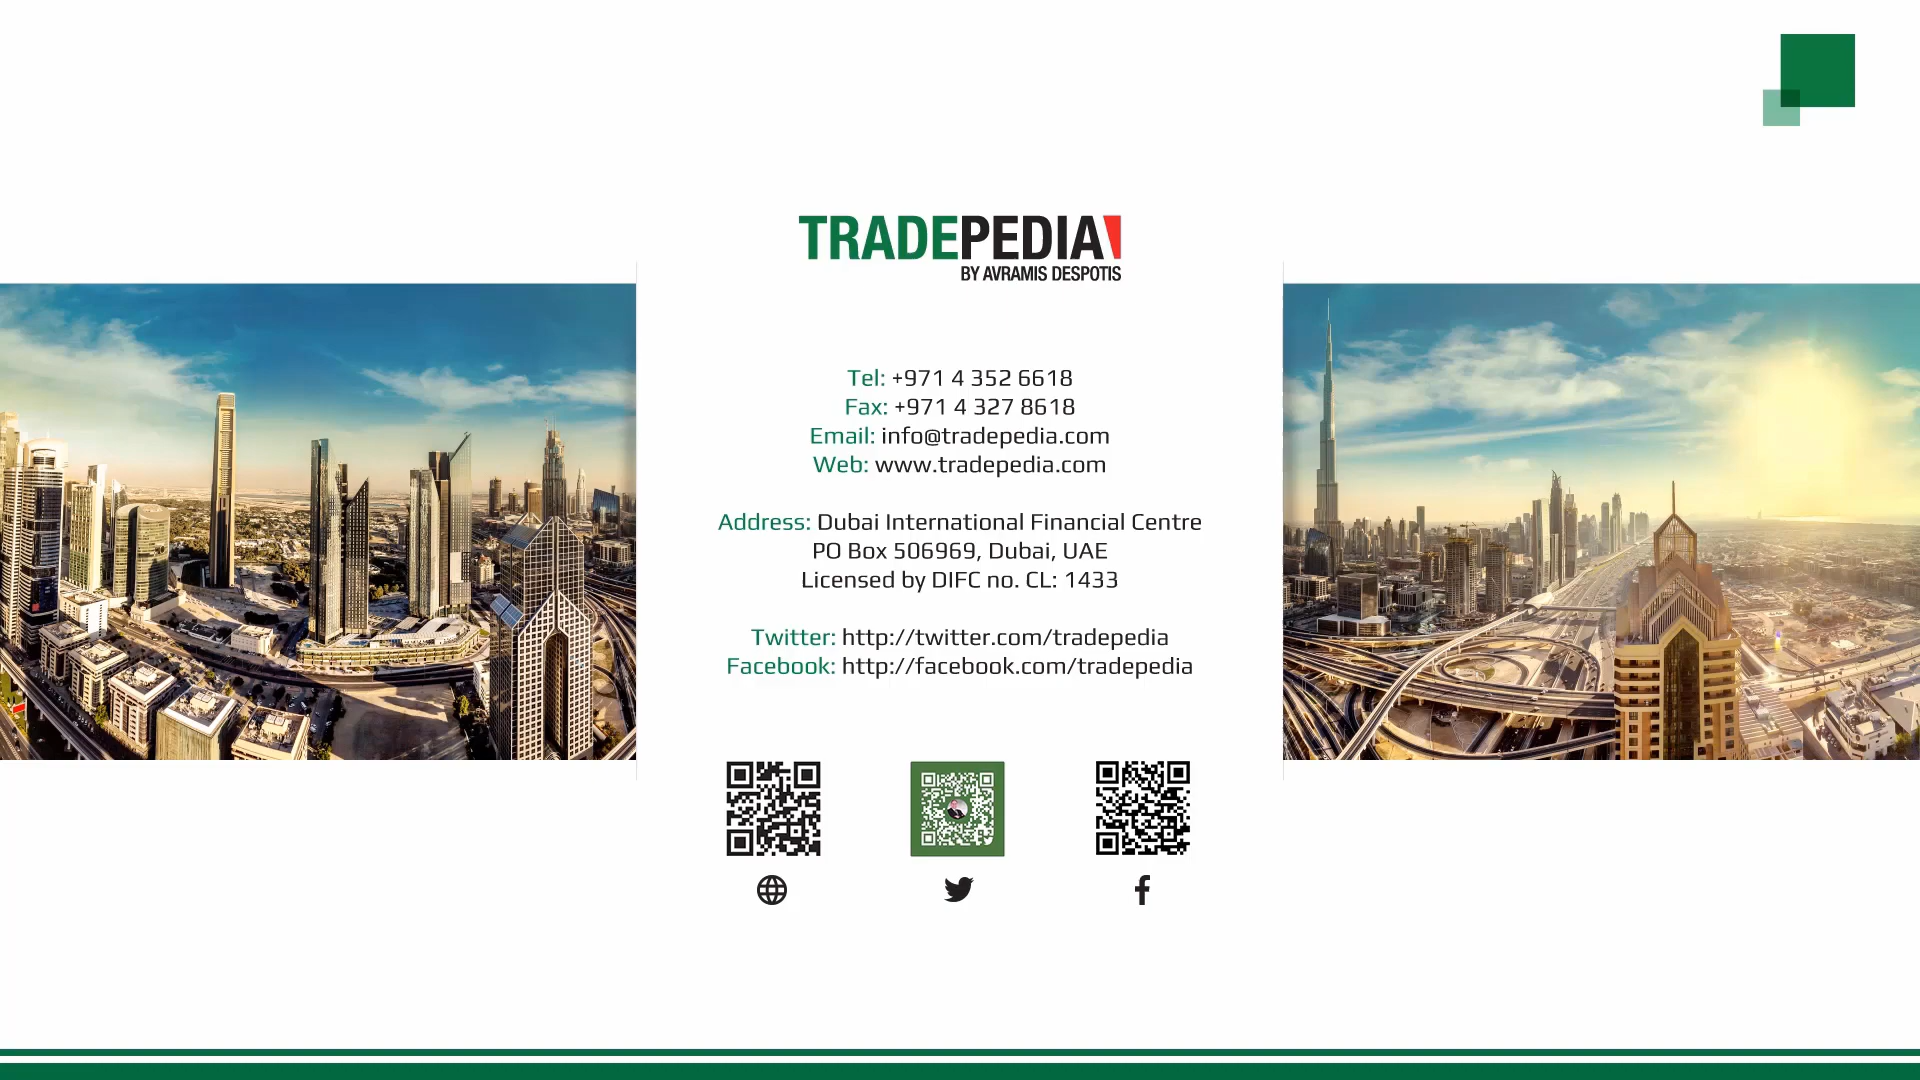 TRADEPEDIA
BY AVRAMIS DESPOTIS
Tel: +971 4 352 6618
Fax: +971 4 327 8618
Email: info@tradepedia.com
Web: www.tradepedia.com
Address: Dubai International Financial Centre
PO Box 506969, Dubai, UAE
Licensed by DIFC no. CL: 1433
Twitter: http://twitter.com/tradepedia
Facebook: http://facebook.com/tradepedia